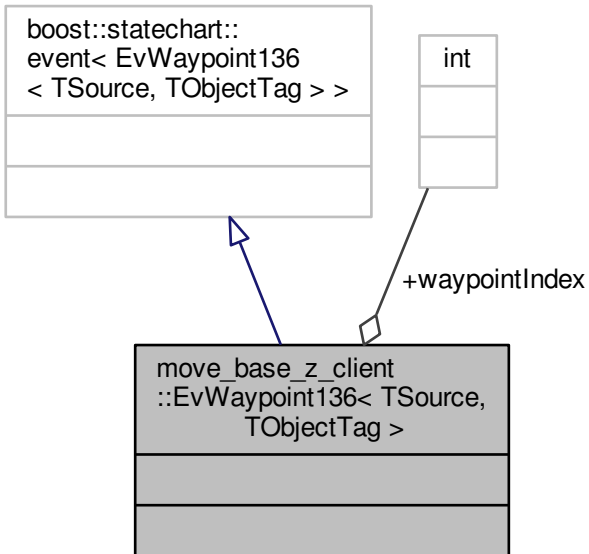 boost::statechart::
event< EvWaypoint136
< TSource, TObjectTag > >
int
+waypointIndex
move_base_z_client
::EvWaypoint136< TSource,
TObjectTag >